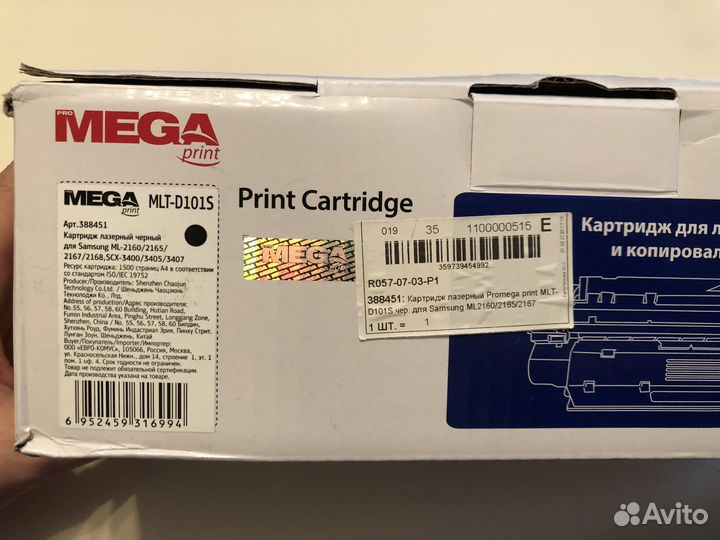 PRO
MEGA
print
PRO
MEGA
print
MLT-D101S
Арт.388451
Картридж лазерный черный
для Samsung ML-2160/2165/
2167/2168,SCX-3400/3405/3407
Ресурс картриджа: 1500 страниц А4 в соответствии
со стандартом ISO/IEC 19752
Producer/Производитель: Shenzhen Chaojun
Technology Co. Ltd. / Шеньчжень Чаоцзюнь
Текнолоджи Ко., Лтд.
Address of production/Адрес производства:
No. 55, 56, 57, 58, 60 Building, Hutian Road,
Fumin Industrial Area, Pinghu Street, Longgang Zone,
Shenzhen, China / No. 55, 56, 57, 58, 60 Билдин,
Хутянь Роуд, Фуминь Индастриал Эрия, Пинху Стрит,
Лунган Зоун, Шеньчжень, Китай
Buyer/Покупатель/Importer/Импортер:
ООО «ЕВРО-КОМУС», 105066, Россия, Москва,
ул. Красносельская Нижн., дом 14, строение 1, эт. 1
пом. 1 оф. 4. Срок годности не ограничен.
Не подлежит обязательной сертификации.
Дата производства указана на товаре.
6 952459 316994
Print Cartridge
MEGA
019 / 35 1100000515 E
359739454992
R057-07-03-P1
388451: Картридж лазерный Promega print MLT-
D101S чер. для Samsung ML2160/2165/2167
1 ШТ. = 1
Картридж для л
и копировал
Avito